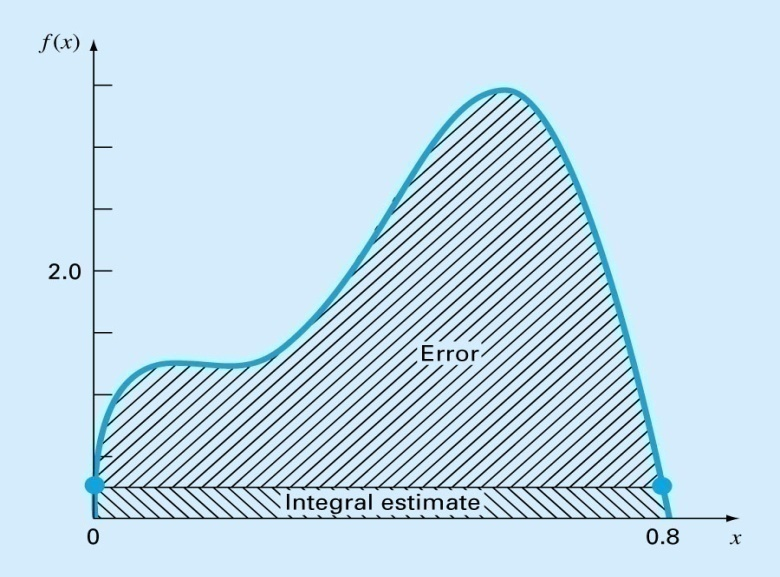 f(x)
2.0
Error
Integral estimate
0
0.8
x